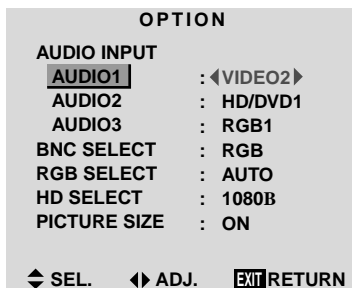 OPTION
AUDIO INPUT
AUDIO1 : ◀VIDEO2▶
AUDIO2 : HD/DVD1
AUDIO3 : RGB1
BNC SELECT : RGB
RGB SELECT : AUTO
HD SELECT : 1080B
PICTURE SIZE : ON
SEL. ADJ. EXIT RETURN